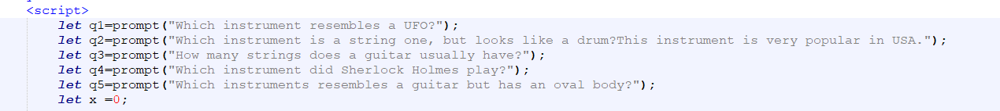 <script>
let q1=prompt("Which instrument resembles a UFO?");
let q2=prompt("Which instrument is a string one, but looks like a drum?This instrument is very popular in USA.");
let q3=prompt("How many strings does a guitar usually have?");
let q4=prompt("Which instrument did Sherlock Holmes play?");
let q5=prompt("Which instruments resembles a guitar but has an oval body?");
let x =0;